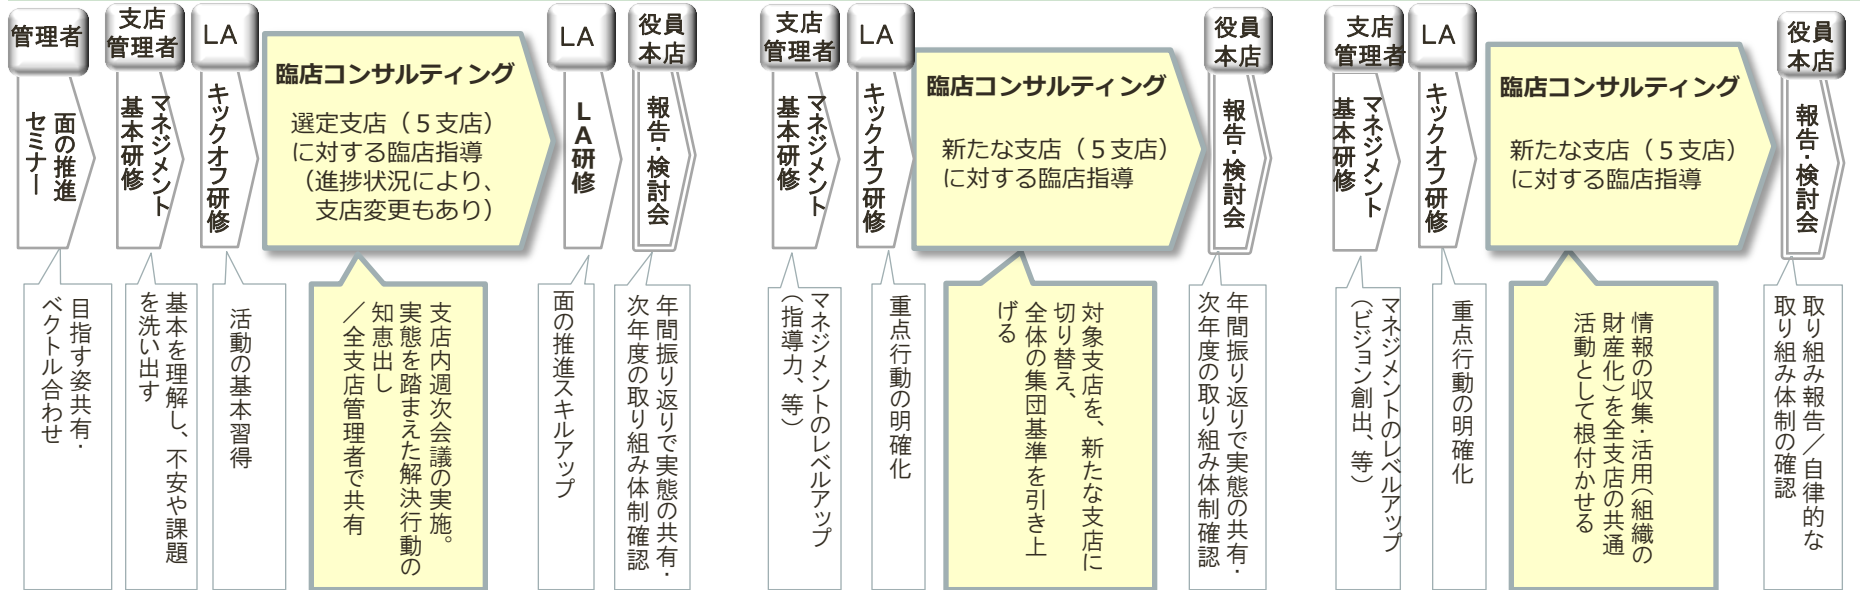 管理者
面の推進
セミナー
目指す姿共有・
ベクトル合わせ
支店
管理者
マネジメント
基本研修
基本を理解し、不安や課題
を洗い出す
LA
キックオフ研修
活動の基本習得
臨店コンサルティング
選定支店（５支店）
に対する臨店指導
（進捗状況により、
支店変更もあり）
支店内週次会議の実施。
実態を踏まえた解決行動の
知恵出し
／全支店管理者で共有
LA
LA研修
面の推進スキルアップ
役員
本店
報告・検討会
年間振り返りで実態の共有・
次年度の取り組み体制確認
支店
管理者
マネジメント
基本研修
マネジメントのレベルアップ
（指導力、等）
LA
キックオフ研修
重点行動の明確化
臨店コンサルティング
新たな支店（５支店）
に対する臨店指導
対象支店を、新たな支店に
切り替え、
全体の集団基準を引き上
げる
役員
本店
報告・検討会
年間振り返りで実態の共有・
次年度の取り組み体制確認
支店
管理者
マネジメント
基本研修
マネジメントのレベルアップ
（ビジョン創出、等）
LA
キックオフ研修
重点行動の明確化
臨店コンサルティング
新たな支店（５支店）
に対する臨店指導
情報の収集・活用（組織の
財産化）を全支店の共通
活動として根付かせる
役員
本店
報告・検討会
取り組み報告／自律的な
取り組み体制の確認